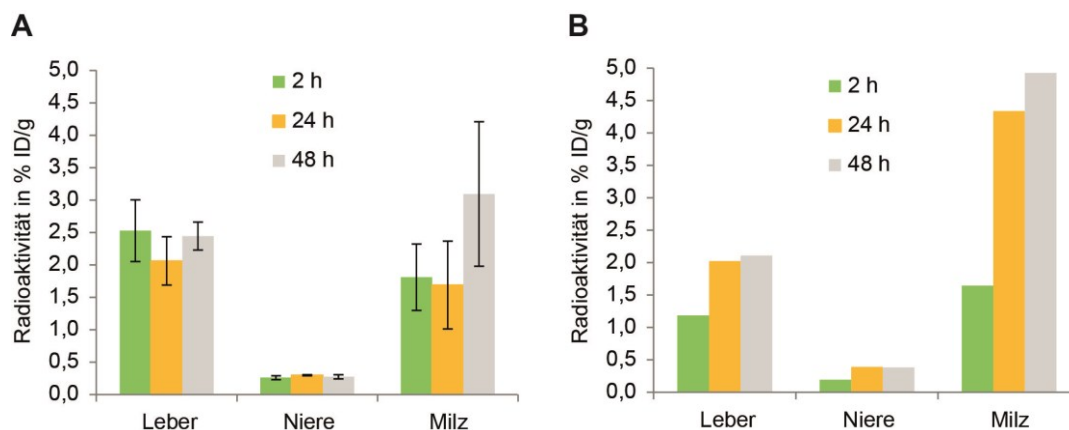 A
Radioaktivität in % ID/g
5,0
4,5
4,0
3,5
3,0
2,5
2,0
1,5
1,0
0,5
0,0
2 h
24 h
48 h
Leber Niere Milz
B
Radioaktivität in % ID/g
5,0
4,5
4,0
3,5
3,0
2,5
2,0
1,5
1,0
0,5
0,0
2 h
24 h
48 h
Leber Niere Milz